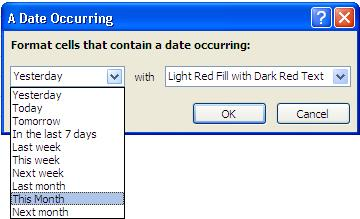 A Date Occurring
Format cells that contain a date occurring:
Yesterday with Light Red Fill with Dark Red Text
Yesterday
Today
Tomorrow
In the last 7 days
Last week
This week
Next week
Last month
This Month
Next month
OK Cancel